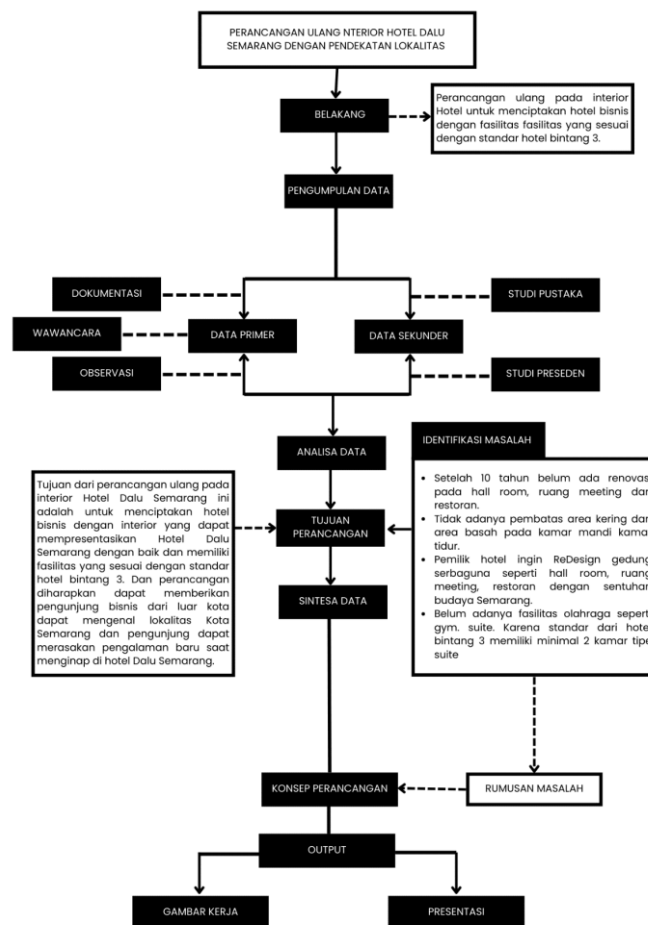 PERANCANGAN ULANG NTERIOR HOTEL DALU
SEMARANG DENGAN PENDEKATAN LOKALITAS
BELAKANG
Perancangan ulang pada interior
Hotel untuk menciptakan hotel bisnis
dengan fasilitas fasilitas yang sesuai
dengan standar hotel bintang 3.
PENGUMPULAN DATA
DOKUMENTASI
STUDI PUSTAKA
WAWANCARA
DATA PRIMER
DATA SEKUNDER
OBSERVASI
STUDI PRESEDEN
ANALISA DATA
IDENTIFIKASI MASALAH
Tujuan dari perancangan ulang pada
interior Hotel Dalu Semarang ini
adalah untuk menciptakan hotel
bisnis dengan interior yang dapat
mempresentasikan Hotel Dalu
Semarang dengan baik dan memiliki
fasilitas yang sesuai dengan standar
hotel bintang 3. Dan perancangan
diharapkan dapat memberikan
pengunjung bisnis dari luar kota
dapat mengenal lokalitas Kota
Semarang dan pengunjung dapat
merasakan pengalaman baru saat
menginap di hotel Dalu Semarang.
TUJUAN
PERANCANGAN
• Setelah 10 tahun belum ada renovas
pada hall room, ruang meeting dar
restoran.
• Tidak adanya pembatas area kering dar
area basah pada kamar mandi kama
tidur.
• Pemilik hotel ingin ReDesign gedung
serbaguna seperti hall room, ruang
meeting, restoran dengan sentuhar
budaya Semarang.
• Belum adanya fasilitas olahraga sepert
gym. suite. Karena standar dari hote
bintang 3 memiliki minimal 2 kamar tipe
suite
SINTESA DATA
KONSEP PERANCANGAN
RUMUSAN MASALAH
OUTPUT
GAMBAR KERJA
PRESENTASI